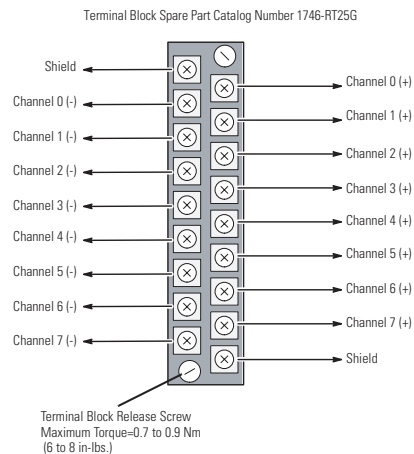 Terminal Block Spare Part Catalog Number 1746-RT25G
Shield
Channel 0 (-)
Channel 1 (-)
Channel 2 (-)
Channel 3 (-)
Channel 4 (-)
Channel 5 (-)
Channel 6 (-)
Channel 7 (-)
Channel 0 (+)
Channel 1 (+)
Channel 2 (+)
Channel 3 (+)
Channel 4 (+)
Channel 5 (+)
Channel 6 (+)
Channel 7 (+)
Shield
Terminal Block Release Screw
Maximum Torque=0.7 to 0.9 Nm
(6 to 8 in-lbs.)